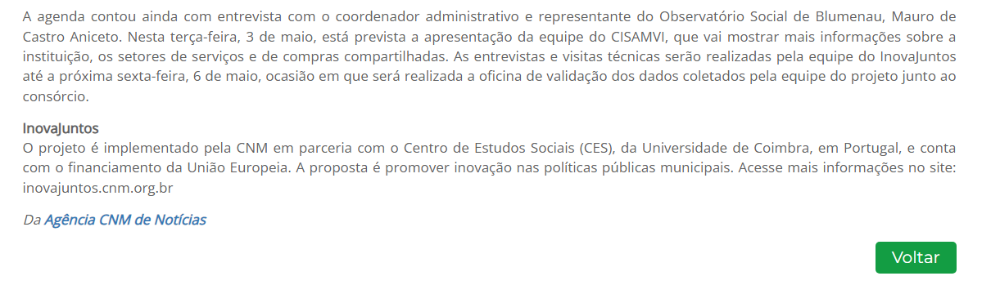 A agenda contou ainda com entrevista com o coordenador administrativo e representante do Observatório Social de Blumenau, Mauro de
Castro Aniceto. Nesta terça-feira, 3 de maio, está prevista a apresentação da equipe do CISAMVI, que vai mostrar mais informações sobre a
instituição, os setores de serviços e de compras compartilhadas. As entrevistas e visitas técnicas serão realizadas pela equipe do InovaJuntos
até a próxima sexta-feira, 6 de maio, ocasião em que será realizada a oficina de validação dos dados coletados pela equipe do projeto junto ao
consórcio.
InovaJuntos
O projeto é implementado pela CNM em parceria com o Centro de Estudos Sociais (CES), da Universidade de Coimbra, em Portugal, e conta
com o financiamento da União Europeia. A proposta é promover inovação nas políticas públicas municipais. Acesse mais informações no site:
inovajuntos.cnm.org.br
Da Agência CNM de Notícias
Voltar